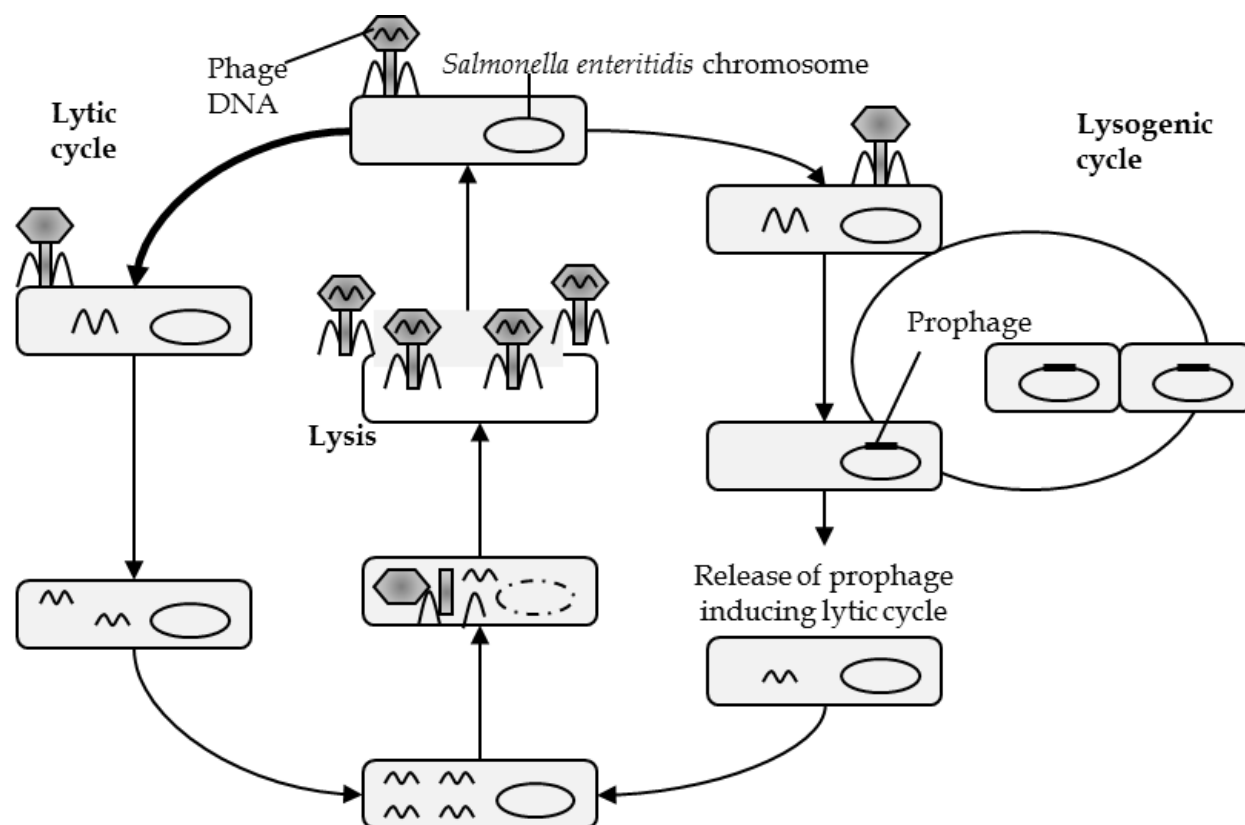 Phage
DNA
Salmonella enteritidis chromosome
Lytic
cycle
Lysogenic
cycle
Prophage
Lysis
Release of prophage
inducing lytic cycle